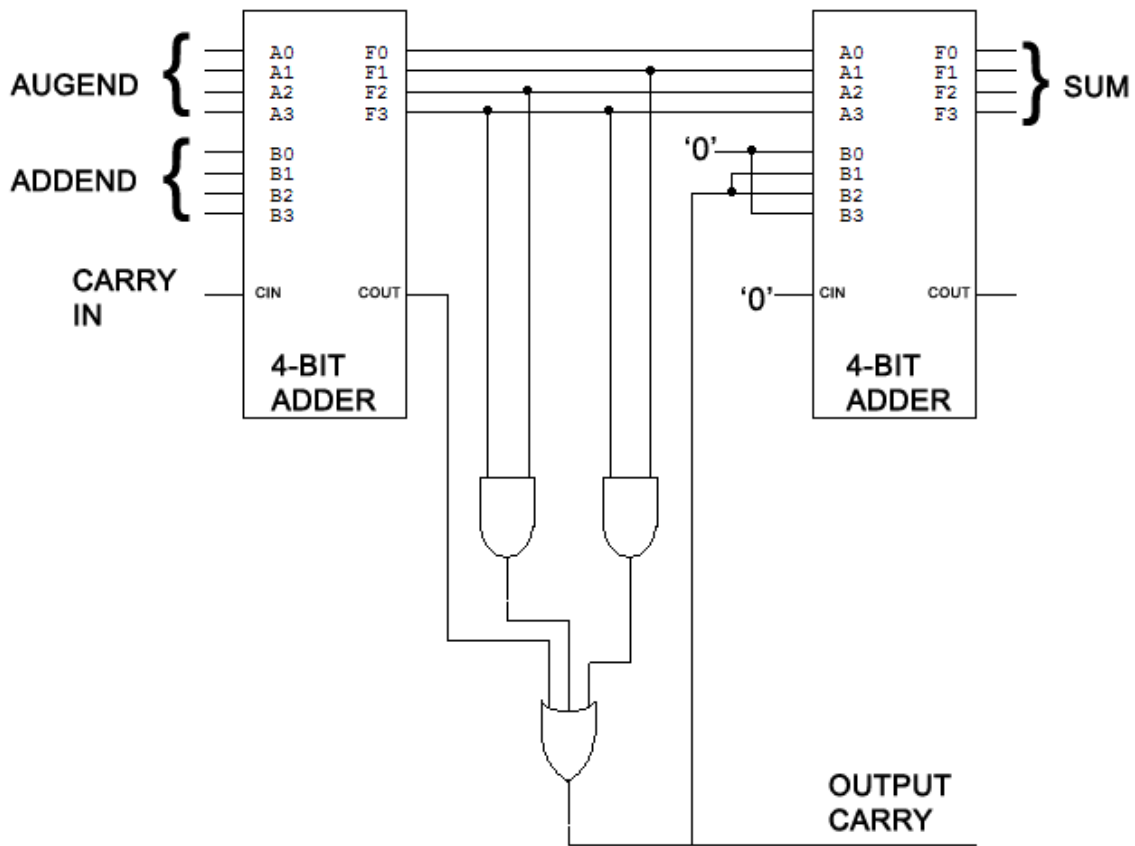 AUGEND
ADDEND
CARRY
IN
A0 F0
A1 F1
A2 F2
A3 F3
B0
B1
B2
B3
CIN COUT
4-BIT
ADDER
'0'
'0'
A0 F0
A1 F1
A2 F2
A3 F3
B0
B1
B2
B3
CIN COUT
4-BIT
ADDER
SUM
OUTPUT
CARRY